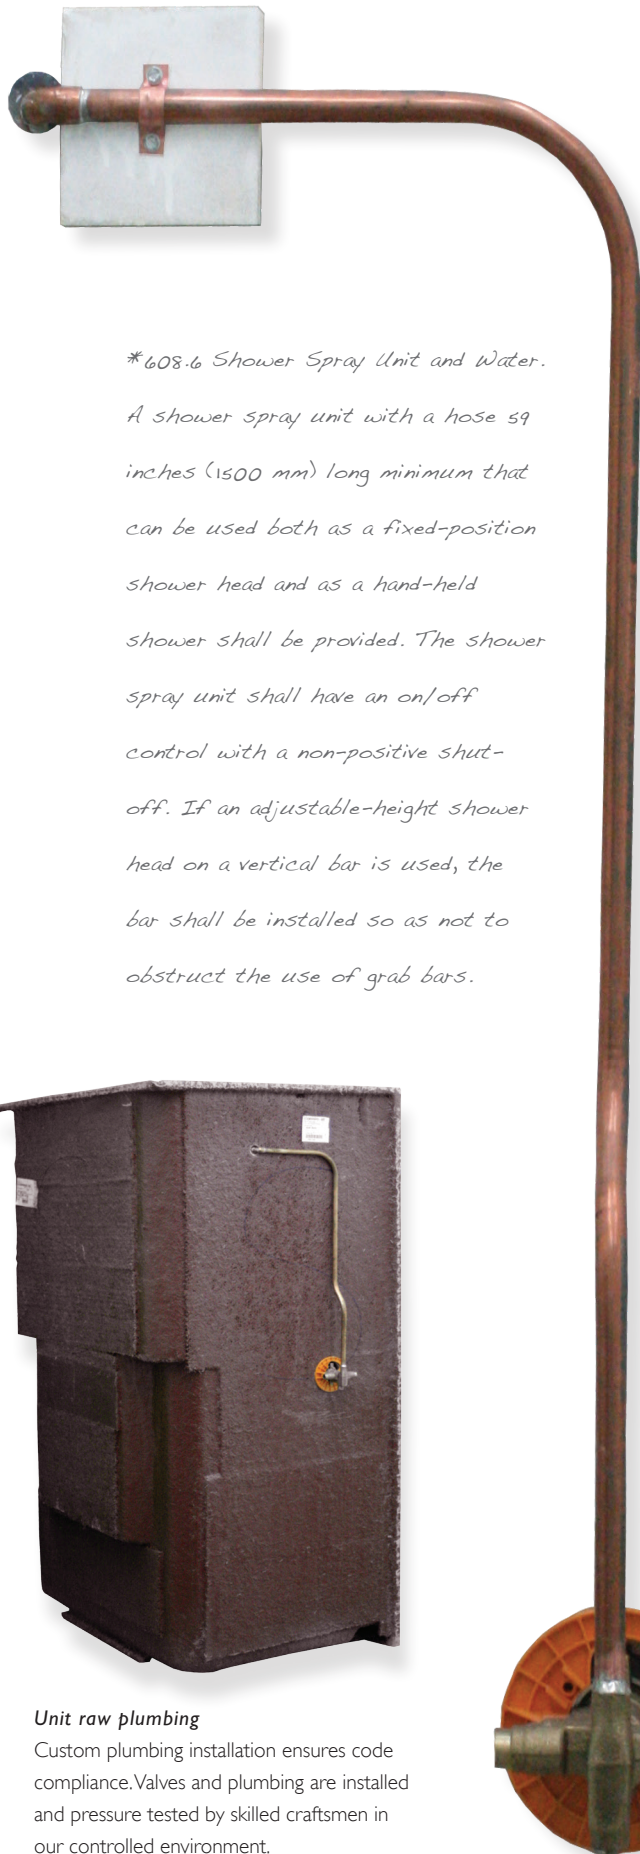 *608.6 Shower Spray Unit and Water.
A shower spray unit with a hose 59
inches (1500 mm) long minimum that
can be used both as a fixed-position
shower head and as a hand-held
shower shall be provided. The shower
spray unit shall have an on/off
control with a non-positive shut-
off. If an adjustable-height shower
head on a vertical bar is used, the
bar shall be installed so as not to
obstruct the use of grab bars.
Unit raw plumbing
Custom plumbing installation ensures code
compliance. Valves and plumbing are installed
and pressure tested by skilled craftsmen in
our controlled environment.